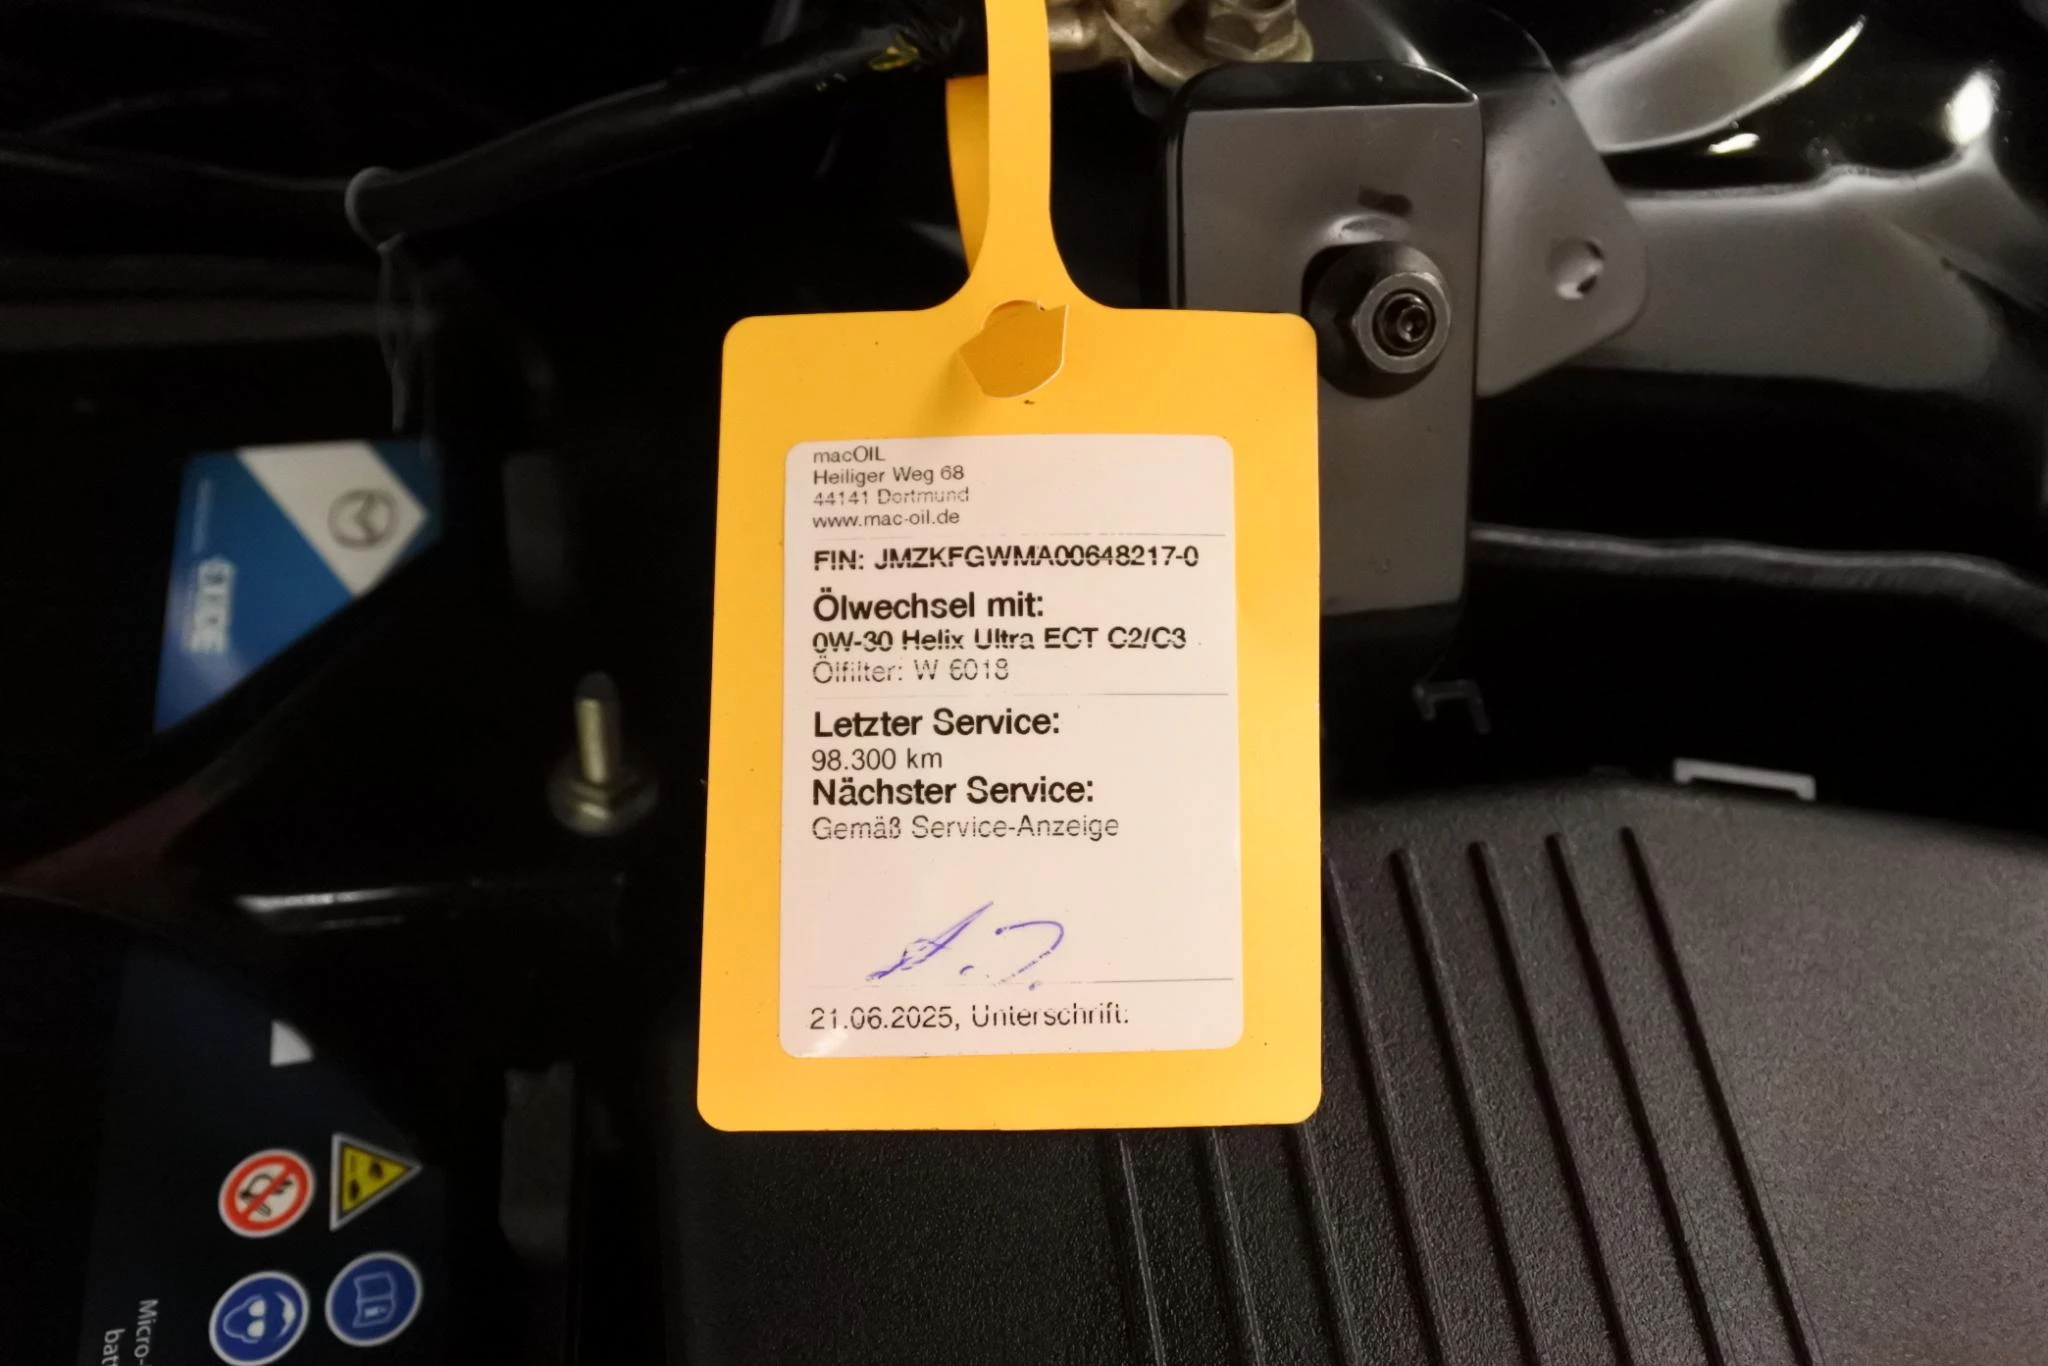 macOIL
Heiliger Weg 68
44141 Dortmund
www.mac-oil.de
FIN: JMZKFGWMA00648217-0
Ölwechsel mit:
0W-30 Helix Ultra ECT C2/C3
Ölfilter: W 6018
Letzter Service:
98.300 km
Nächster Service:
Gemäß Service-Anzeige
21.06.2025, Unterschrift:
Micro-